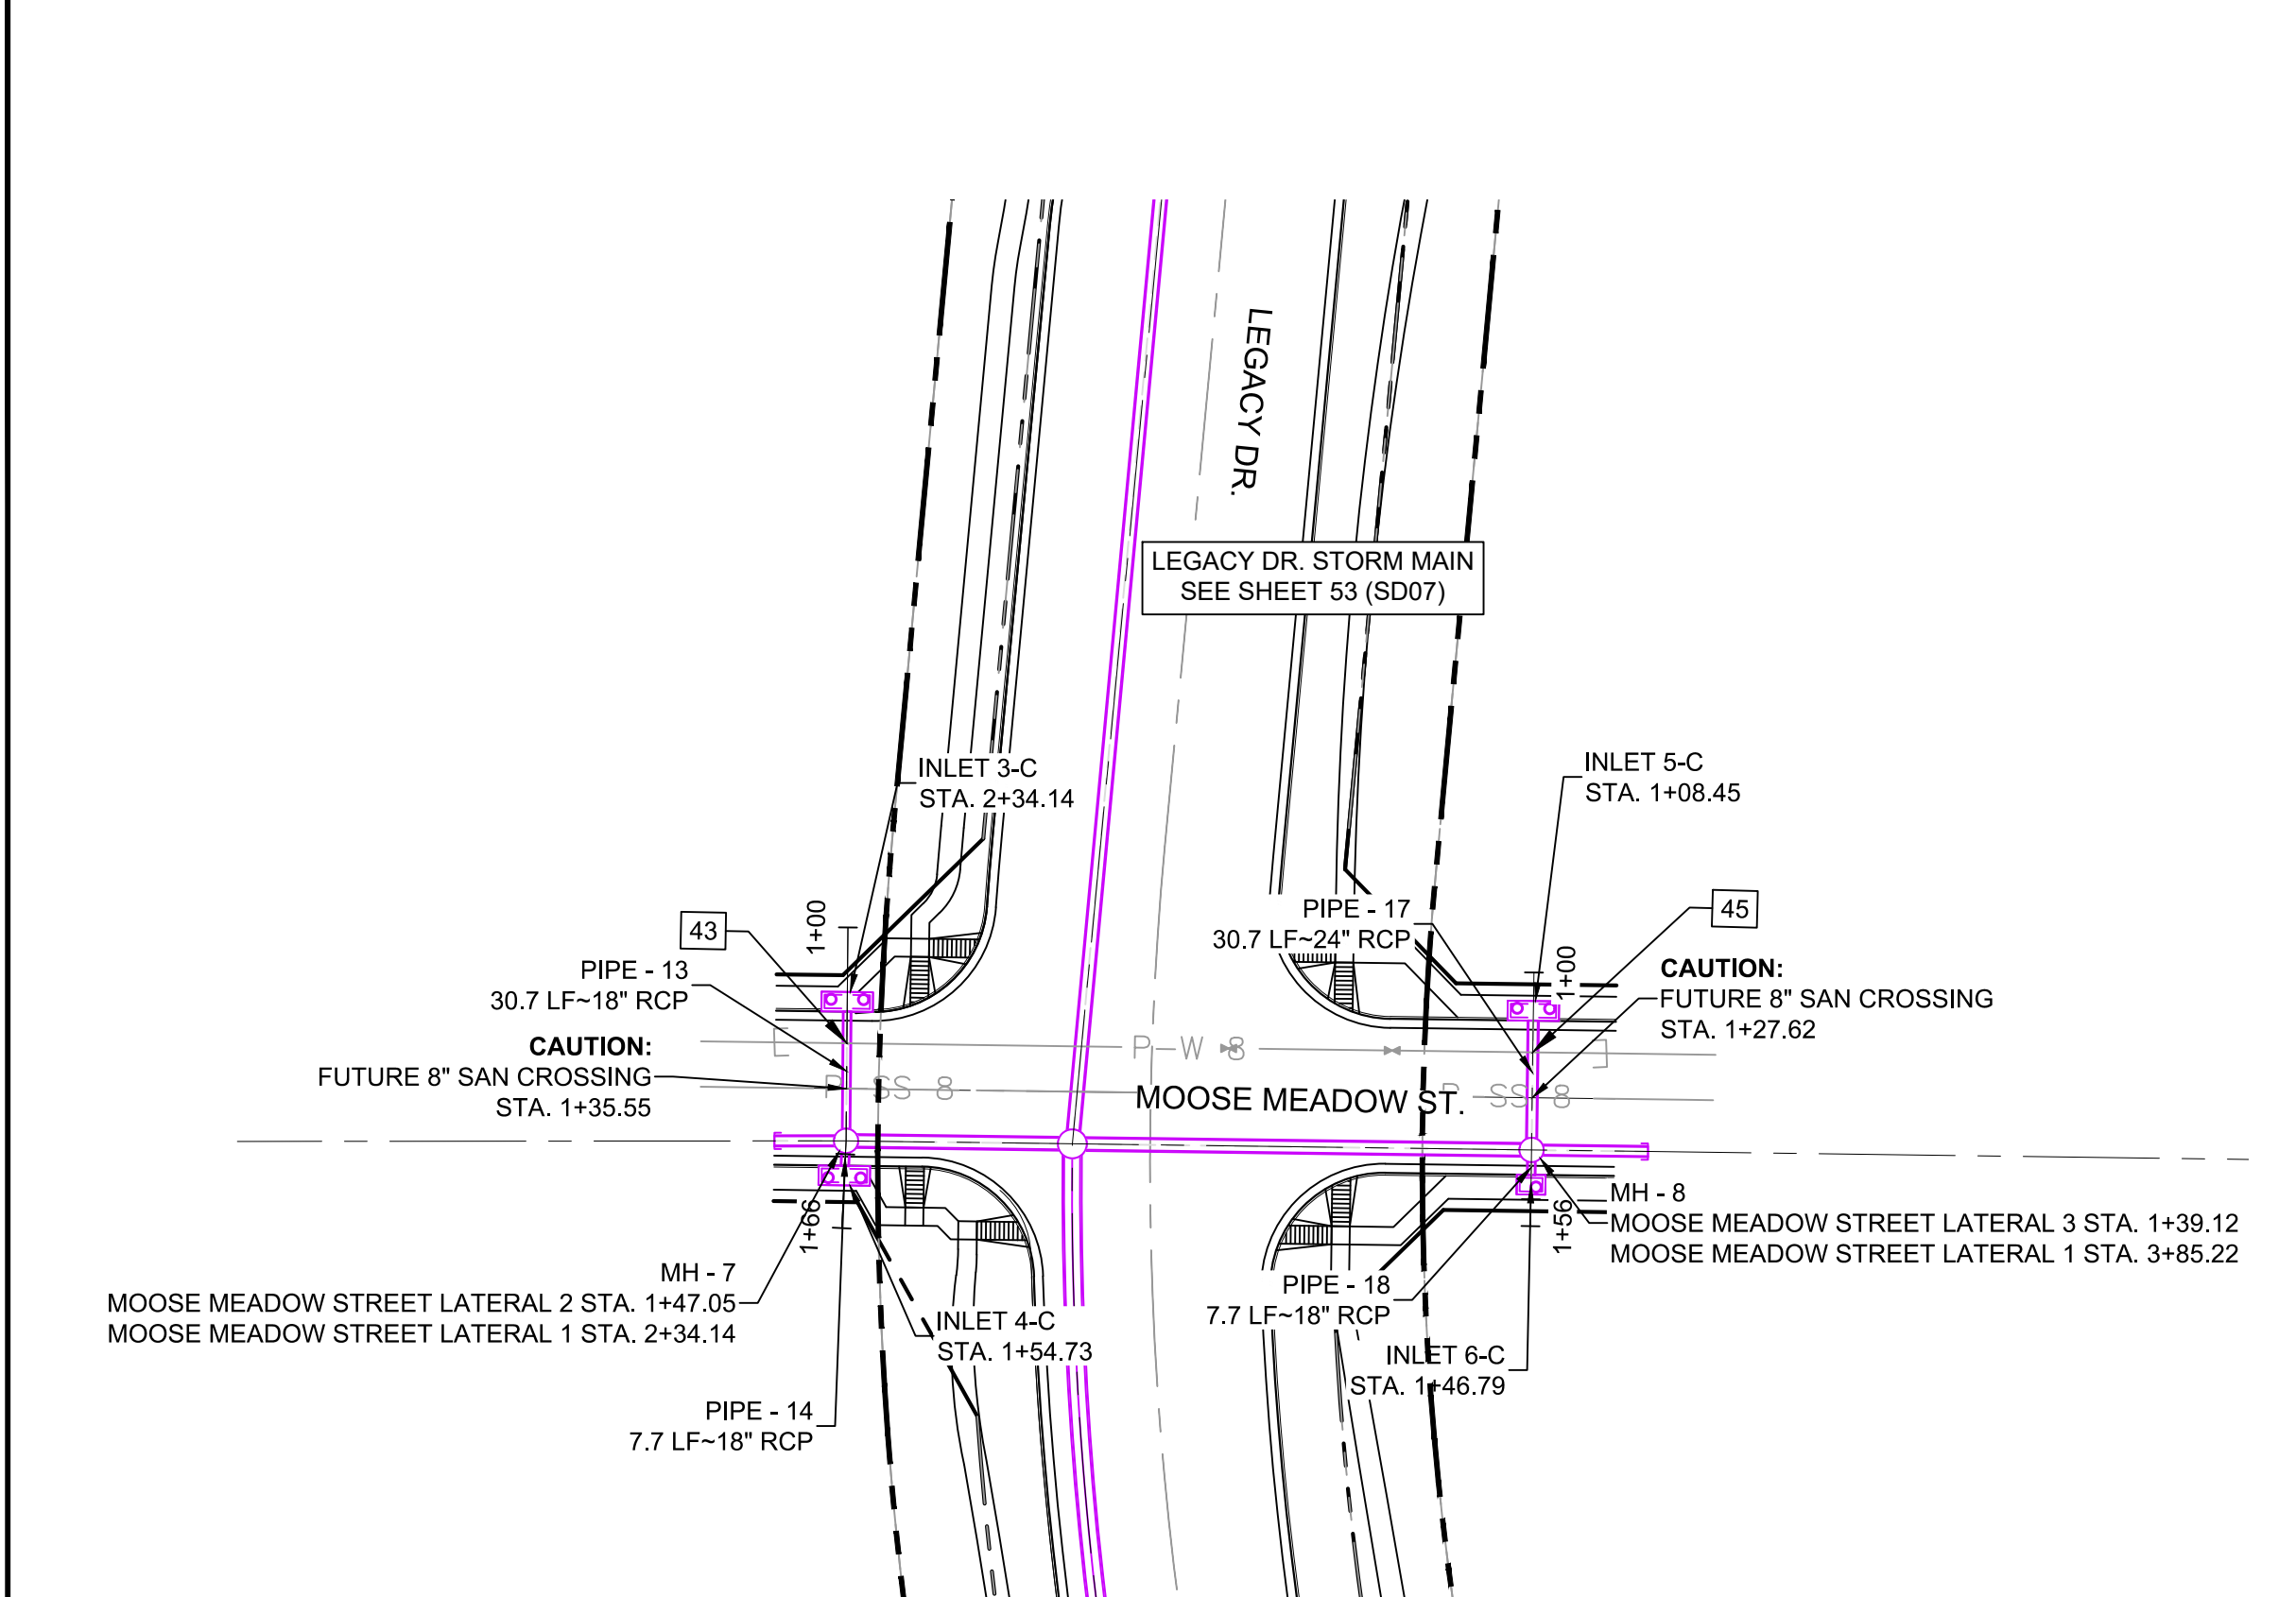 LEGACY DR.
LEGACY DR. STORM MAIN
SEE SHEET 53 (SD07)
INLET 3-C
STA. 2+34.14
INLET 5-C
STA. 1+08.45
43
1+00
PIPE - 13
30.7 LF~18" RCP
CAUTION:
FUTURE 8" SAN CROSSING
STA. 1+35.55
PIPE - 17
30.7 LF~24" RCP
45
1+00
CAUTION:
FUTURE 8" SAN CROSSING
STA. 1+27.62
P W 8
P SS 8
P SS 8
MOOSE MEADOW ST.
1+66
MH - 7
MOOSE MEADOW STREET LATERAL 2 STA. 1+47.05
MOOSE MEADOW STREET LATERAL 1 STA. 2+34.14
INLET 4-C
STA. 1+54.73
PIPE - 14
7.7 LF~18" RCP
1+56
MH - 8
MOOSE MEADOW STREET LATERAL 3 STA. 1+39.12
MOOSE MEADOW STREET LATERAL 1 STA. 3+85.22
PIPE - 18
7.7 LF~18" RCP
INLET 6-C
STA. 1+46.79